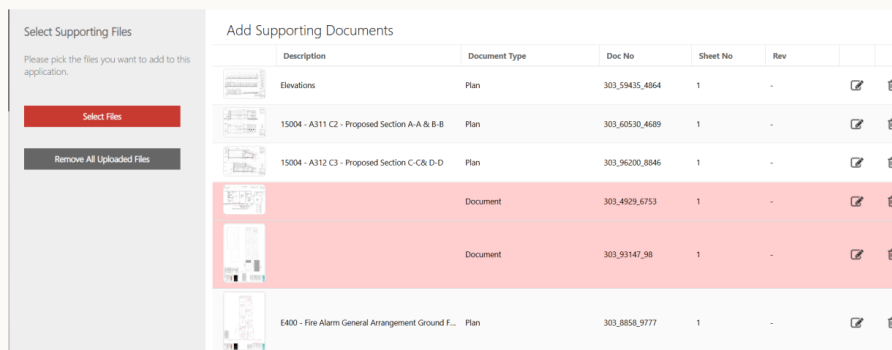 Select Supporting Files
Please pick the files you want to add to this
application.
Select Files
Remove All Uploaded Files
Add Supporting Documents
Description Document Type Doc No Sheet No Rev
Elevations Plan 303_59435_4864 1 -
15004 - A311 C2 - Proposed Section A-A & B-B Plan 303_60530_4689 1 -
15004 - A312 C3 - Proposed Section C-C& D-D Plan 303_96200_8846 1 -
Document 303_4929_6753 1 -
Document 303_93147_98 1 -
E400 - Fire Alarm General Arrangement Ground F... Plan 303_8858_9777 1 -